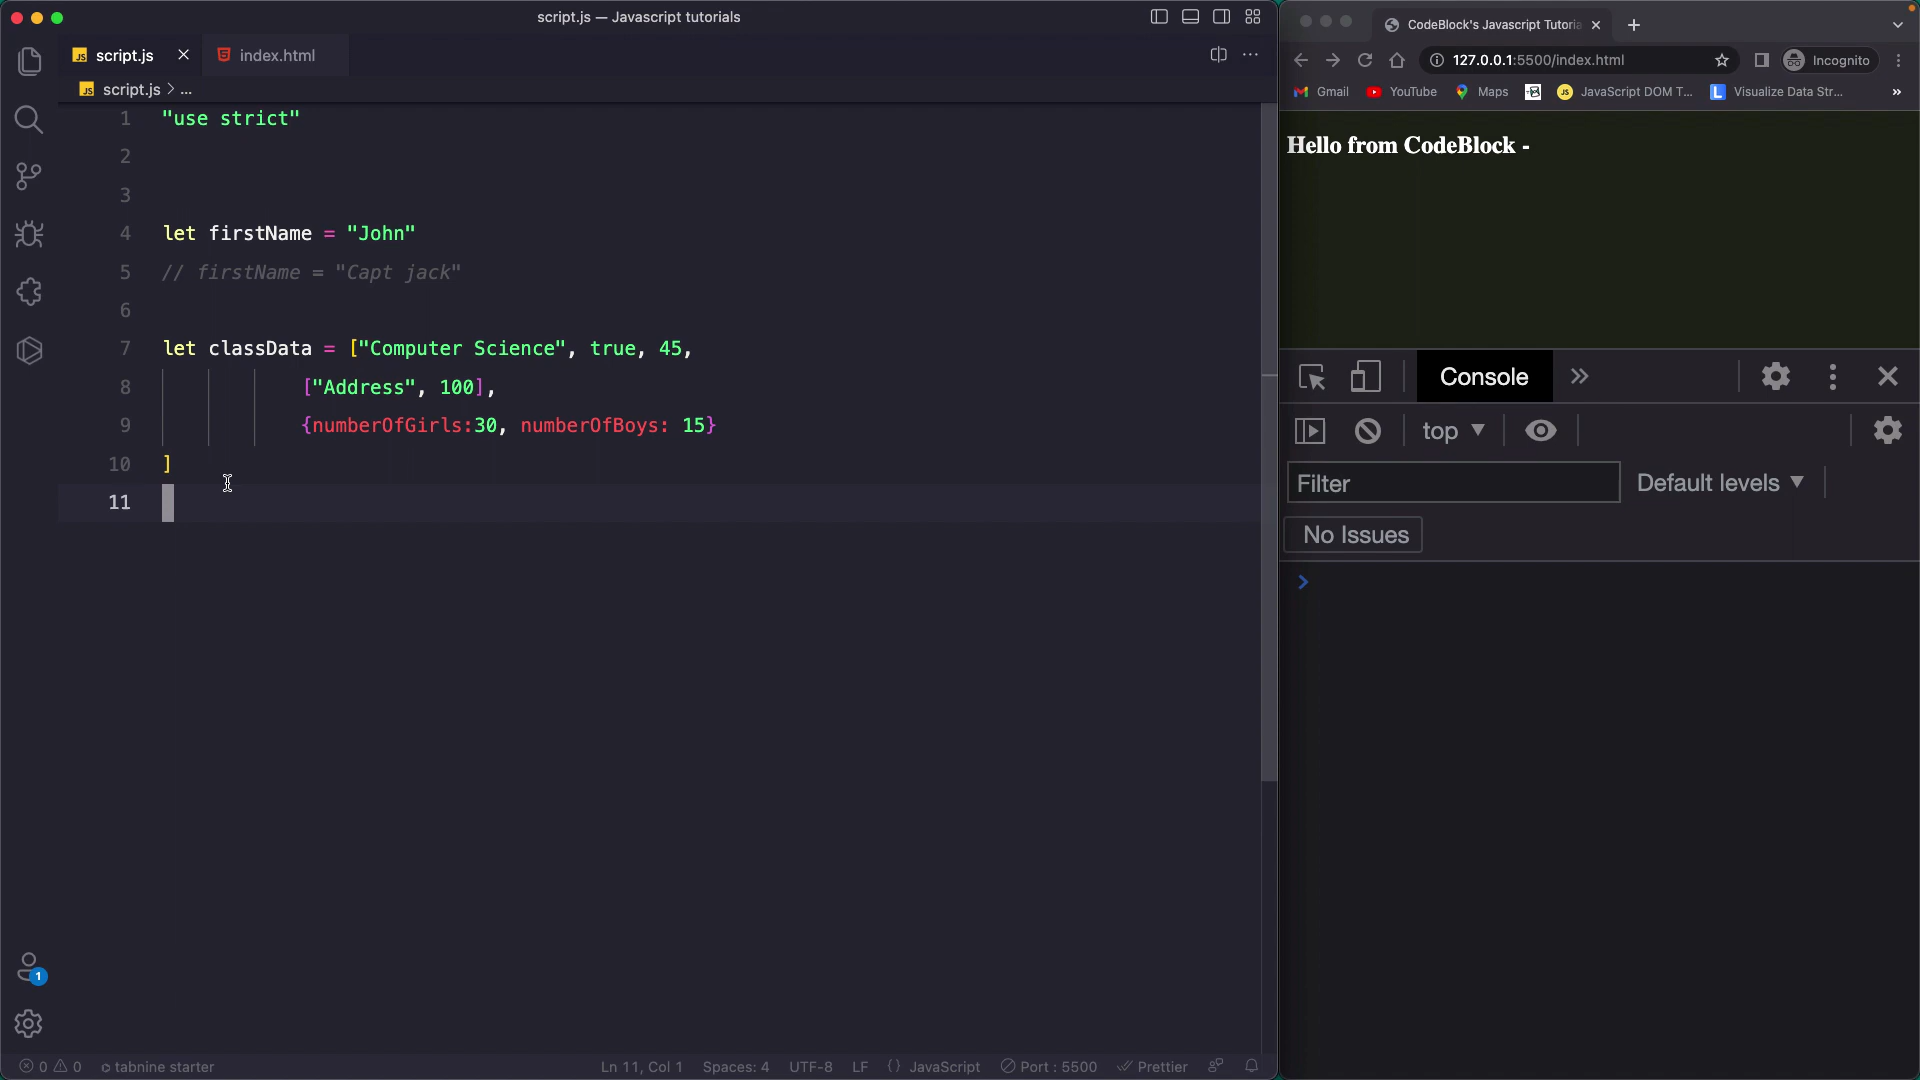 script.js — Javascript tutorials
script.js
index.html
script.js > ...
1 "use strict"
2
3
4 let firstName = "John"
5 // firstName = "Capt jack"
6
7 let classData = ["Computer Science", true, 45,
8 ["Address", 100],
9 {numberOfGirls:30, numberOfBoys: 15}
10 ]
11
1
0 0 tabnine starter
Ln 11, Col 1 Spaces: 4 UTF-8 LF {} JavaScript Port : 5500 Prettier
CodeBlock's Javascript Tutoria
127.0.0.1:5500/index.html
Incognito
Gmail YouTube Maps JavaScript DOM T... Visualize Data Str... »
Hello from CodeBlock -
Console
top
Filter
Default levels
No Issues